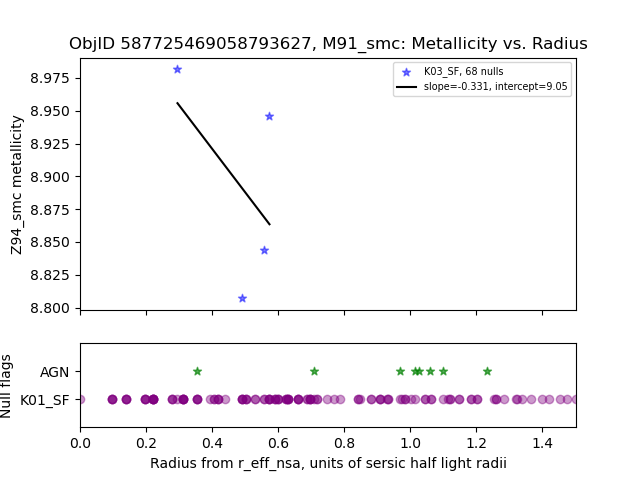 ObjID 587725469058793627, M91_smc: Metallicity vs. Radius
K03_SF, 68 nulls
slope=-0.331, intercept=9.05
Z94_smc metallicity
8.975
8.950
8.925
8.900
8.875
8.850
8.825
8.800
Null flags
AGN
K01_SF
0.0 0.2 0.4 0.6 0.8 1.0 1.2 1.4
Radius from r_eff_nsa, units of sersic half light radii